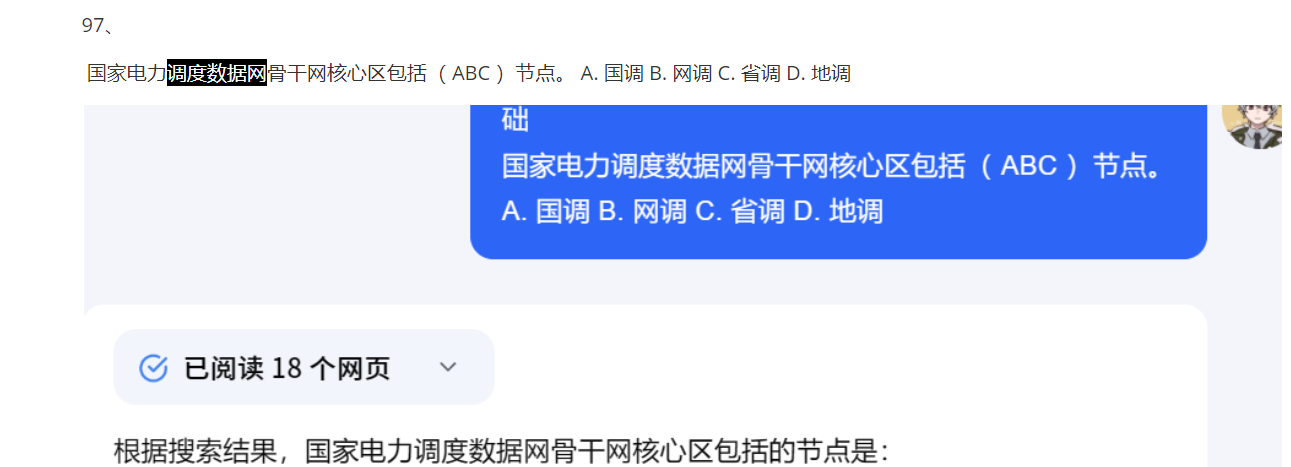 97、
国家电力调度数据网骨干网核心区包括（ ABC ）节点。 A. 国调 B. 网调 C. 省调 D. 地调
础
国家电力调度数据网骨干网核心区包括（ ABC ）节点。
A. 国调 B. 网调 C. 省调 D. 地调
已阅读 18 个网页
根据搜索结果，国家电力调度数据网骨干网核心区包括的节点是：